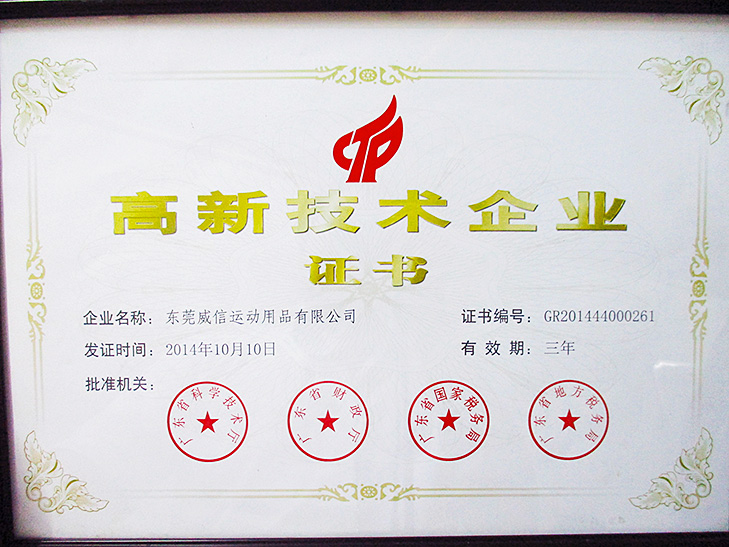 CTP
高新技术企业
证书
企业名称：东莞威信运动用品有限公司
证书编号：GR201444000261
发证时间：2014年10月10日
有效期：三年
批准机关：
广东省科学技术厅
广东省财政厅
广东省国家税务局
广东省地方税务局